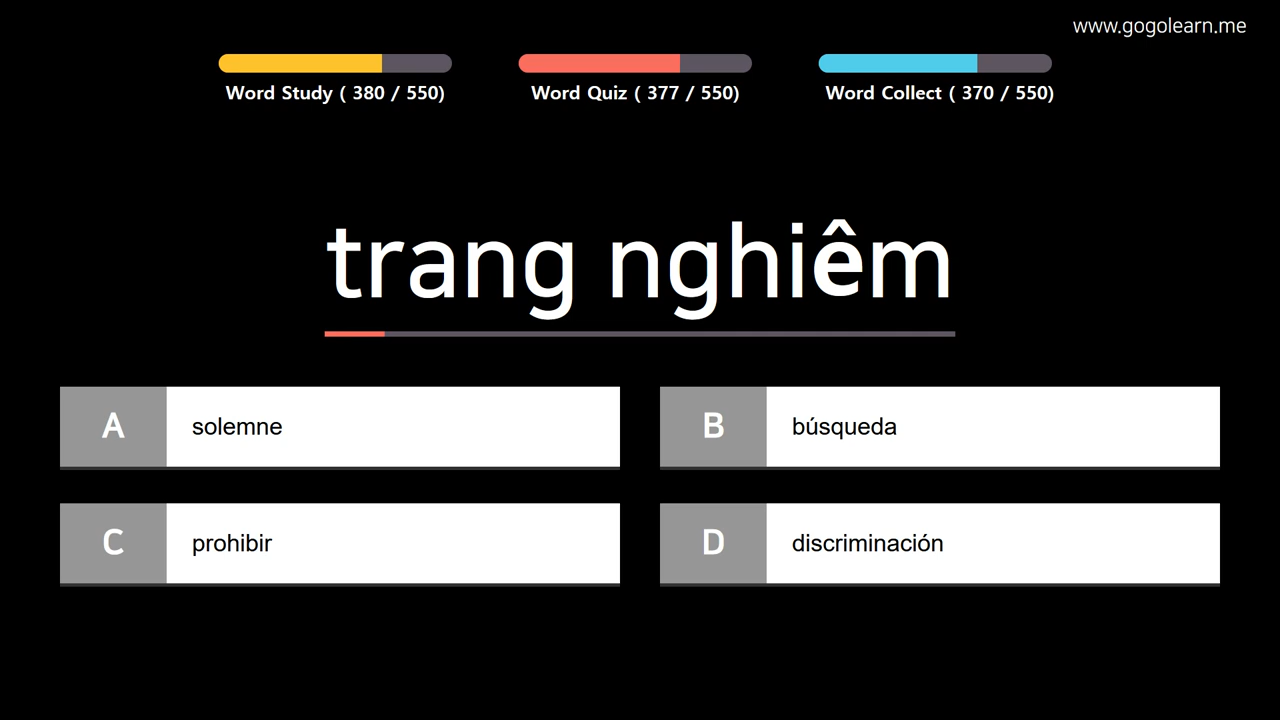 www.gogolearn.me
Word Study ( 380 / 550)
Word Quiz ( 377 / 550)
Word Collect ( 370 / 550)
trang nghiêm
A
solemne
B
búsqueda
C
prohibir
D
discriminación